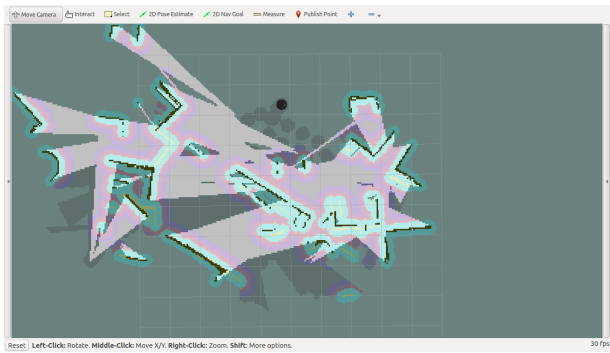 Move Camera Interact Select 2D Pose Estimate 2D Nav Goal Measure Publish Point
Reset Left-Click: Rotate. Middle-Click: Move X/Y. Right-Click:: Zoom. Shift: More options. 30 fps